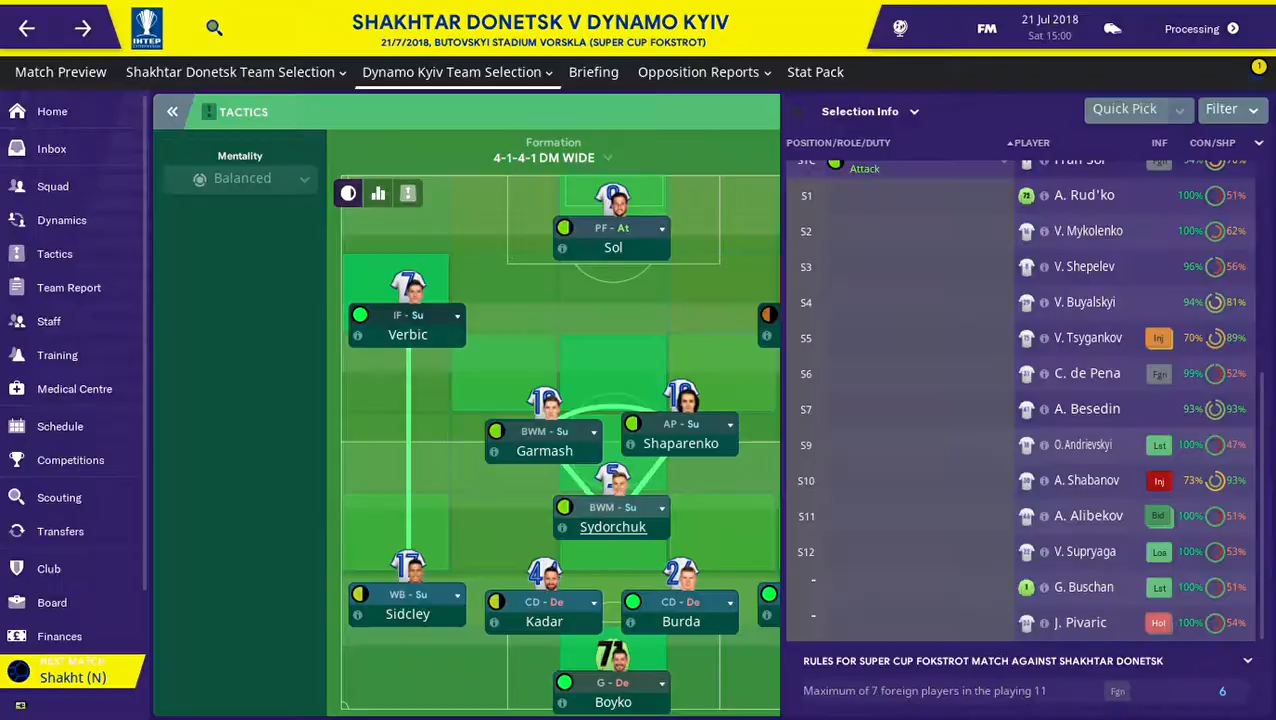 SHAKHTAR DONETSK V DYNAMO KYIV
21/7/2018, BUTOVSKYI STADIUM VORSKLA (SUPER CUP FOKSTROT)
FM
21 Jul 2018
Sat 15:00
Processing
Match Preview
Shakhtar Donetsk Team Selection
Dynamo Kyiv Team Selection
Briefing
Opposition Reports
Stat Pack
1
Home
Inbox
Squad
Dynamics
Tactics
Team Report
Staff
Training
Medical Centre
Schedule
Competitions
Scouting
Transfers
Club
Board
Finances
NEXT MATCH
Shakht (N)
TACTICS
Mentality
Balanced
Formation
4-1-4-1 DM WIDE
9
PF - At
Sol
7
IF - Su
Verbic
BWM - Su
Garmash
AP - Su
Shaparenko
5
BWM - Su
Sydorchuk
17
WB - Su
Sidcley
CD - De
Kadar
CD - De
Burda
G - De
Boyko
Selection Info
Quick Pick
Filter
POSITION/ROLE/DUTY PLAYER INF CON/SHP
Attack
S1 A. Rud'ko 100% 51%
S2 V. Mykolenko 100% 62%
S3 V. Shepelev 96% 56%
S4 V. Buyalskyi 94% 81%
S5 V. Tsygankov Inj 70% 89%
S6 C. de Pena Fgn 99% 52%
S7 A. Besedin 93% 93%
S9 O. Andrievskyi Lst 100% 47%
S10 A. Shabanov Inj 73% 93%
S11 A. Alibekov Bid 100% 51%
S12 V. Supryaga Loa 100% 53%
- G. Buschan Lst 100% 51%
- J. Pivaric Hol 100% 54%
RULES FOR SUPER CUP FOKSTROT MATCH AGAINST SHAKHTAR DONETSK
Maximum of 7 foreign players in the playing 11 Fgn 6